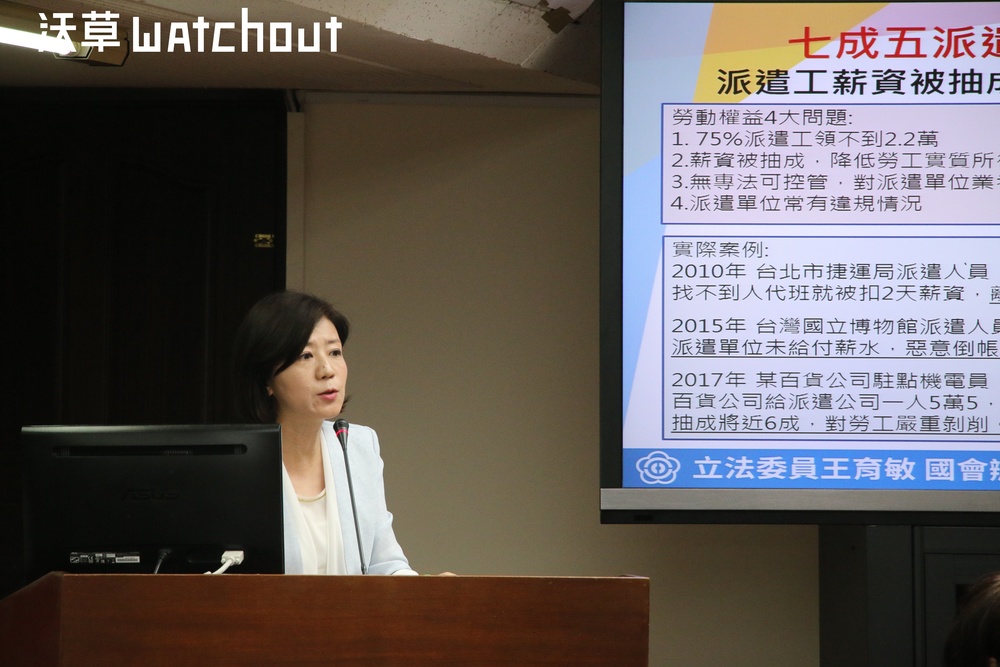 沃草 watchout
七成五派遣
派遣工薪資被抽成
勞動權益4大問題:
1. 75%派遣工領不到2.2萬
2.薪資被抽成，降低勞工實質所
3.無專法可控管，對派遣單位業
4.派遣單位常有違規情況
實際案例:
2010年 台北市捷運局派遣人員
找不到人代班就被扣2天薪資，
2015年 台灣國立博物館派遣人員
派遣單位未給付薪水，惡意倒帳
2017年 某百貨公司駐點機電員
百貨公司給派遣公司一人5萬5，
抽成將近6成，對勞工嚴重剝削
立法委員王育敏 國會辦
ASUS